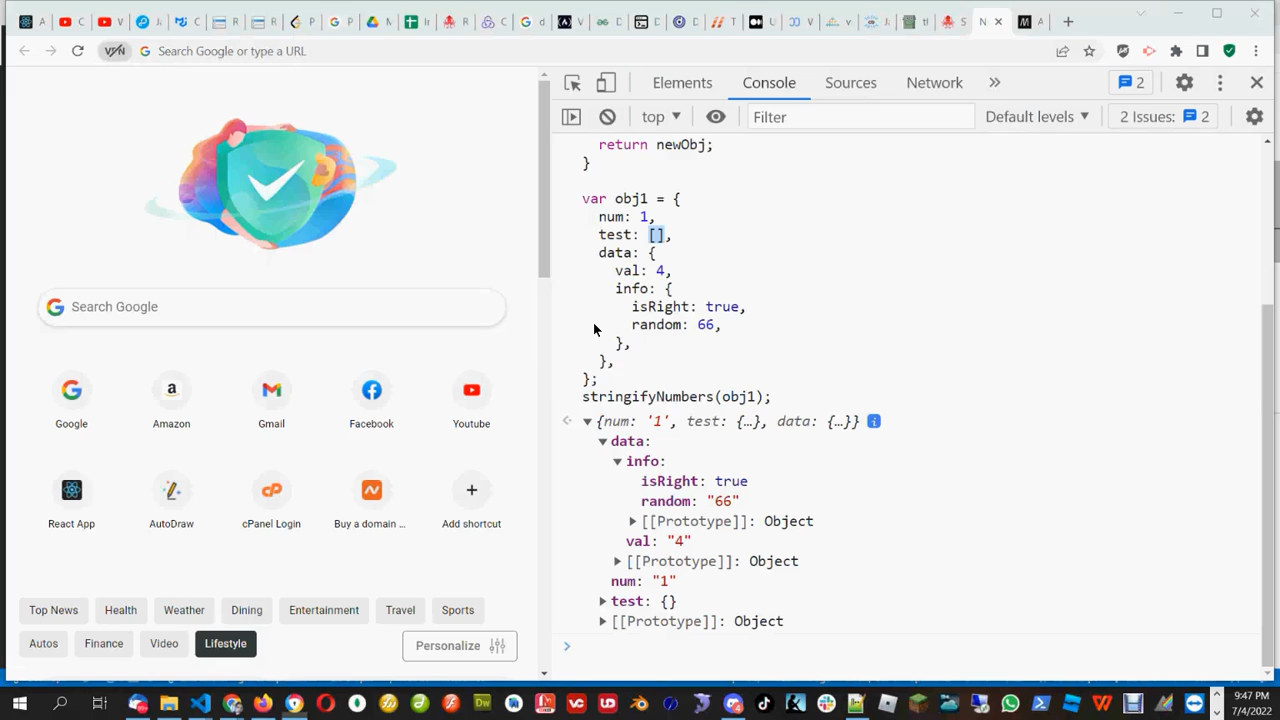 Search Google or type a URL
Elements
Console
Sources
Network
2
top
Filter
Default levels
2 Issues:
2
return newObj;
}
var obj1 = {
num: 1,
test: [],
data: {
val: 4,
info: {
isRight: true,
random: 66,
},
},
};
stringifyNumbers(obj1);
{num: '1', test: {…}, data: {…}}
data:
info:
isRight: true
random: "66"
[[Prototype]]: Object
val: "4"
[[Prototype]]: Object
num: "1"
test: {}
[[Prototype]]: Object
Search Google
Google
Amazon
Gmail
Facebook
Youtube
React App
AutoDraw
cPanel Login
Buy a domain ...
Add shortcut
Top News
Health
Weather
Dining
Entertainment
Travel
Sports
Autos
Finance
Video
Lifestyle
Personalize
9:47 PM
7/4/2022